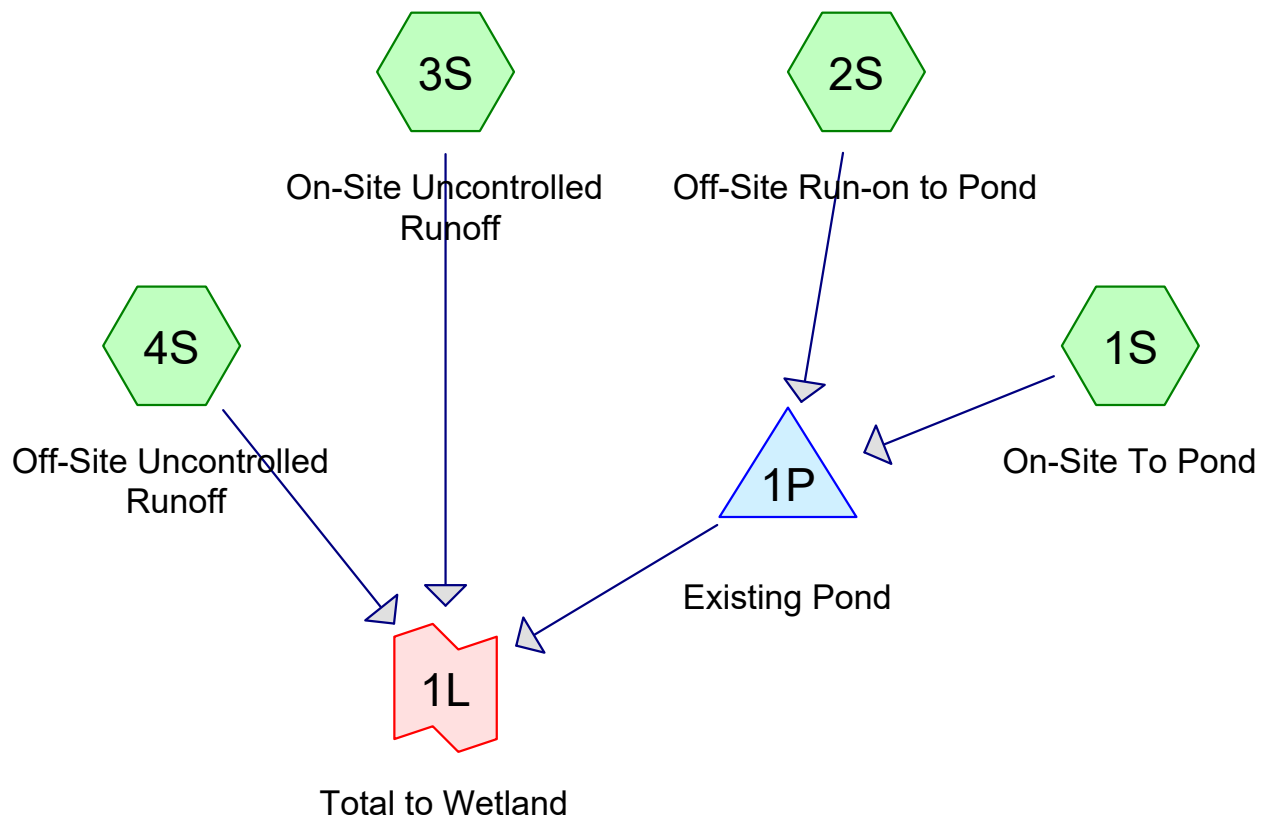 3S
2S
On-Site Uncontrolled
Runoff
Off-Site Run-on to Pond
4S
1S
Off-Site Uncontrolled
Runoff
On-Site To Pond
1P
Existing Pond
1L
Total to Wetland